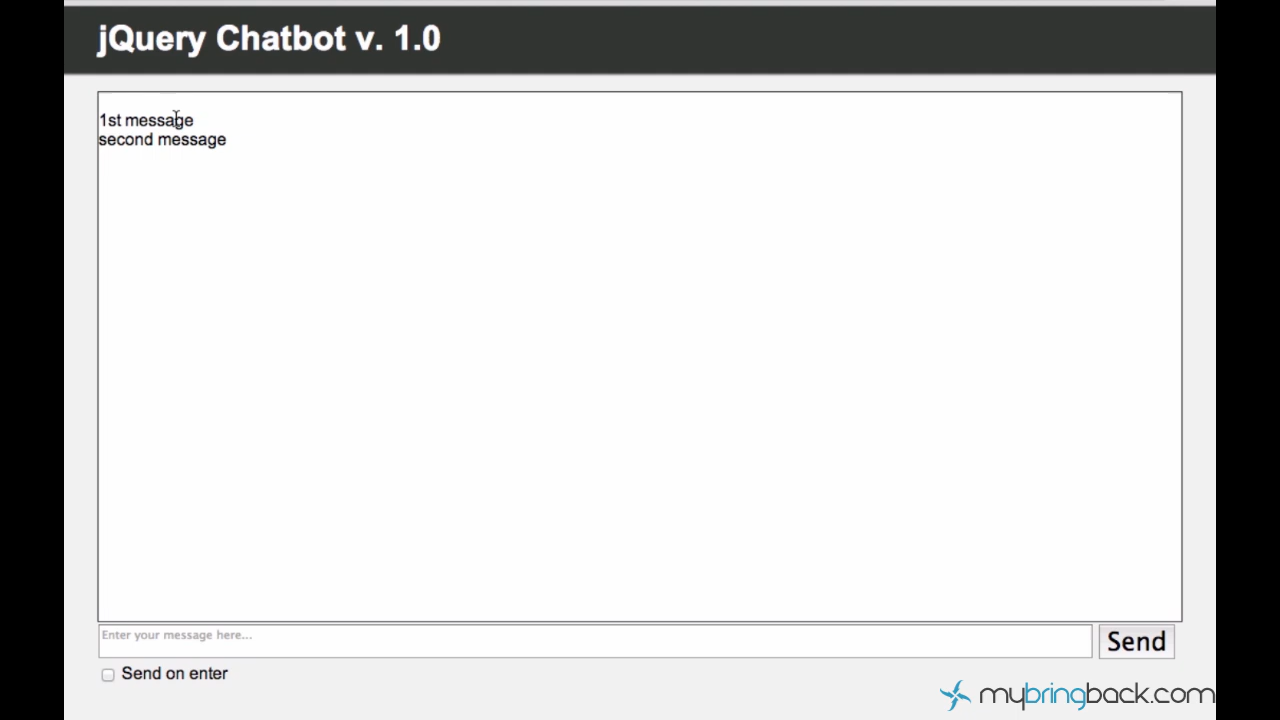 jQuery Chatbot v. 1.0
1st message
second message
Enter your message here...
Send
Send on enter
mybringback.com